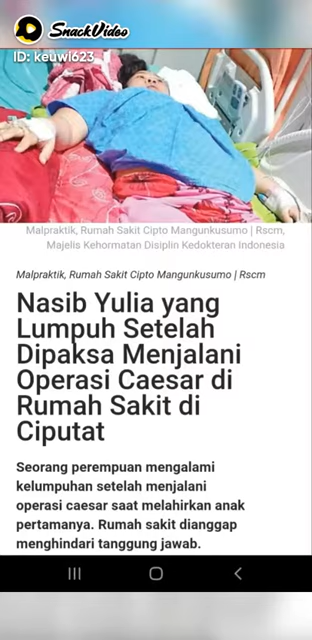 SnackVideo
ID: keuwl623
Malpraktik, Rumah Sakit Cipto Mangunkusumo | Rscm,
Majelis Kehormatan Disiplin Kedokteran Indonesia
Malpraktik, Rumah Sakit Cipto Mangunkusumo | Rscm
Nasib Yulia yang
Lumpuh Setelah
Dipaksa Menjalani
Operasi Caesar di
Rumah Sakit di
Ciputat
Seorang perempuan mengalami
kelumpuhan setelah menjalani
operasi caesar saat melahirkan anak
pertamanya. Rumah sakit dianggap
menghindari tanggung jawab.